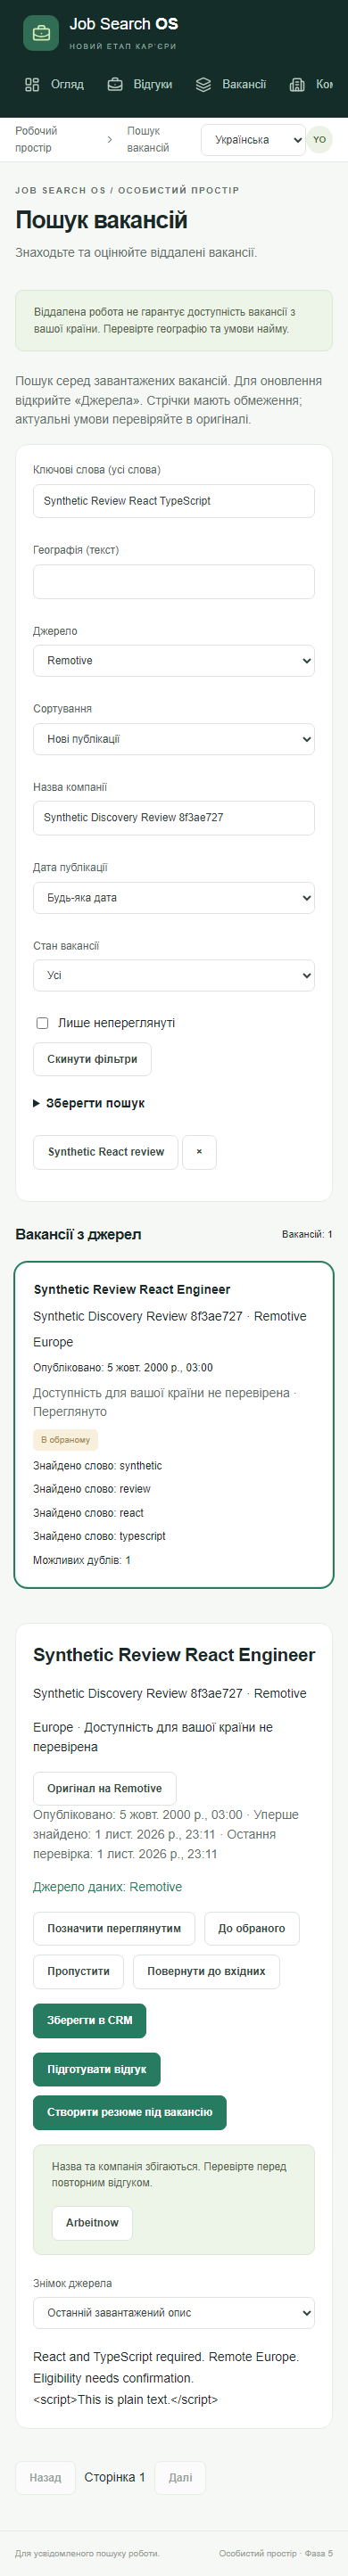 Job Search OS
НОВИЙ ЕТАП КАР'ЄРИ
Огляд
Відгуки
Вакансії
Ком
Робочий
простір
Пошук
вакансій
Українська
YO
JOB SEARCH OS / ОСОБИСТИЙ ПРОСТІР
Пошук вакансій
Знаходьте та оцінюйте віддалені вакансії.
Віддалена робота не гарантує доступність вакансії з
вашої країни. Перевірте географію та умови найму.
Пошук серед завантажених вакансій. Для оновлення
відкрийте «Джерела». Стрічки мають обмеження;
актуальні умови перевіряйте в оригіналі.
Ключові слова (усі слова)
Synthetic Review React TypeScript
Географія (текст)
Джерело
Remotive
Сортування
Нові публікації
Назва компанії
Synthetic Discovery Review 8f3ae727
Дата публікації
Будь-яка дата
Стан вакансії
Усі
Лише непереглянуті
Скинути фільтри
Зберегти пошук
Synthetic React review
×
Вакансії з джерел
Вакансій: 1
Synthetic Review React Engineer
Synthetic Discovery Review 8f3ae727 · Remotive
Europe
Опубліковано: 5 жовт. 2000 р., 03:00
Доступність для вашої країни не перевірена ·
Переглянуто
В обраному
Знайдено слово: synthetic
Знайдено слово: review
Знайдено слово: react
Знайдено слово: typescript
Можливих дублів: 1
Synthetic Review React Engineer
Synthetic Discovery Review 8f3ae727 · Remotive
Europe · Доступність для вашої країни не
перевірена
Оригінал на Remotive
Опубліковано: 5 жовт. 2000 р., 03:00 · Уперше
знайдено: 1 лист. 2026 р., 23:11 · Остання
перевірка: 1 лист. 2026 р., 23:11
Джерело даних: Remotive
Позначити переглянутим
До обраного
Пропустити
Повернути до вхідних
Зберегти в CRM
Підготувати відгук
Створити резюме під вакансію
Назва та компанія збігаються. Перевірте перед
повторним відгуком.
Arbeitnow
Знімок джерела
Останній завантажений опис
React and TypeScript required. Remote Europe.
Eligibility needs confirmation.
&lt;script&gt;This is plain text.&lt;/script&gt;
Назад
Сторінка 1
Далі
Для усвідомленого пошуку роботи.
Особистий простір · Фаза 5